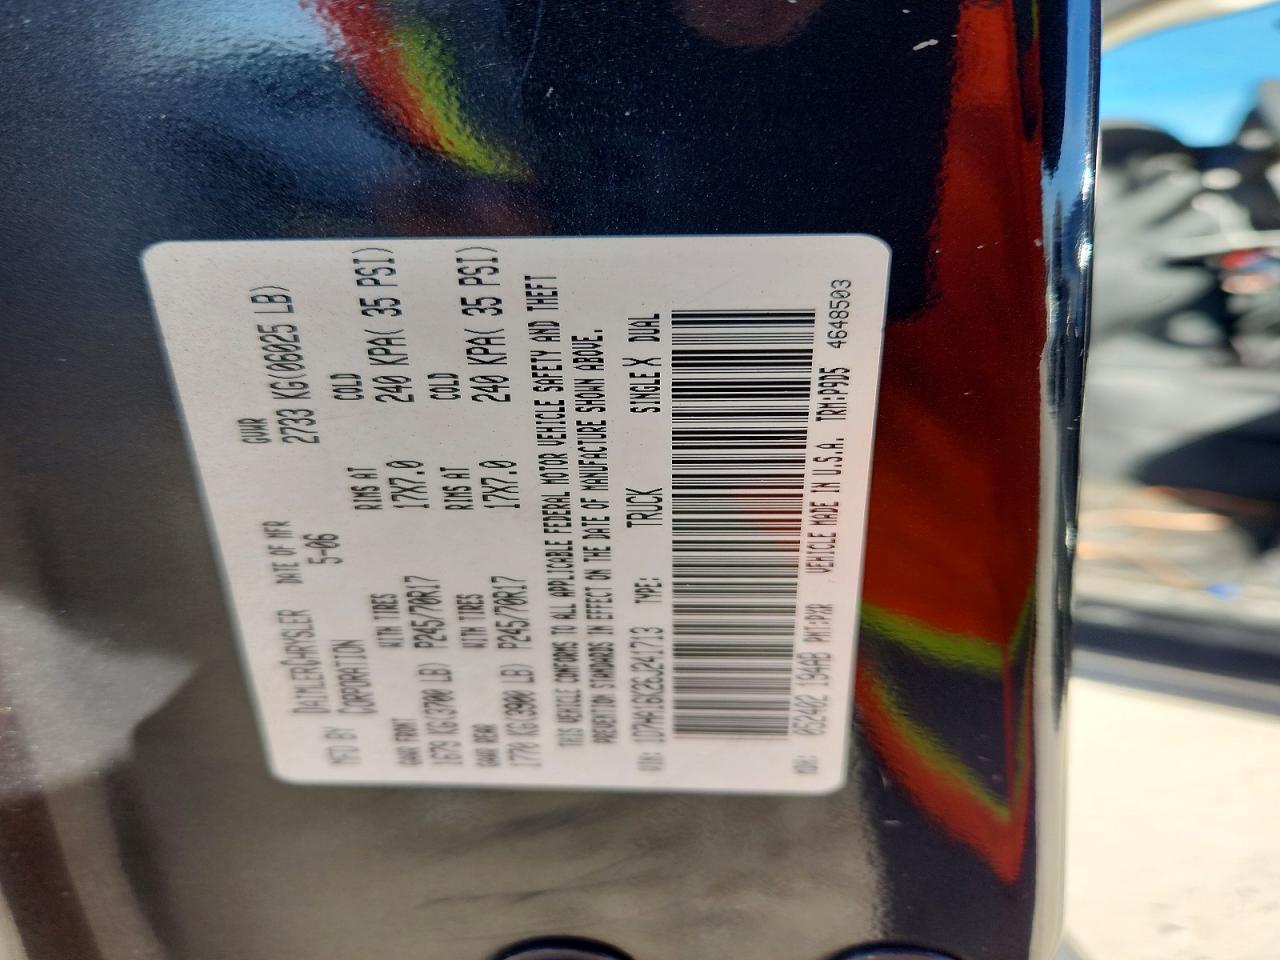 MFD BY DAIMLERCHRYSLER DATE OF MFR GVWR
CORPORATION 5-06 2733 KG(06025 LB)
GAWR FRONT WITH TIRES RIMS AT COLD
1679 KG(3700 LB) P245/70R17 17X7.0 240 KPA( 35 PSI)
GAWR REAR WITH TIRES RIMS AT COLD
1770 KG(3900 LB) P245/70R17 17X7.0 240 KPA( 35 PSI)
THIS VEHICLE CONFORMS TO ALL APPLICABLE FEDERAL MOTOR VEHICLE SAFETY AND THEFT
PREVENTION STANDARDS IN EFFECT ON THE DATE OF MANUFACTURE SHOWN ABOVE.
VIN: TYPE: TRUCK SINGLE X DUAL
MDH: 052402 194AB PNT:PXR VEHICLE MADE IN U.S.A. TRM:P9D5 4648503